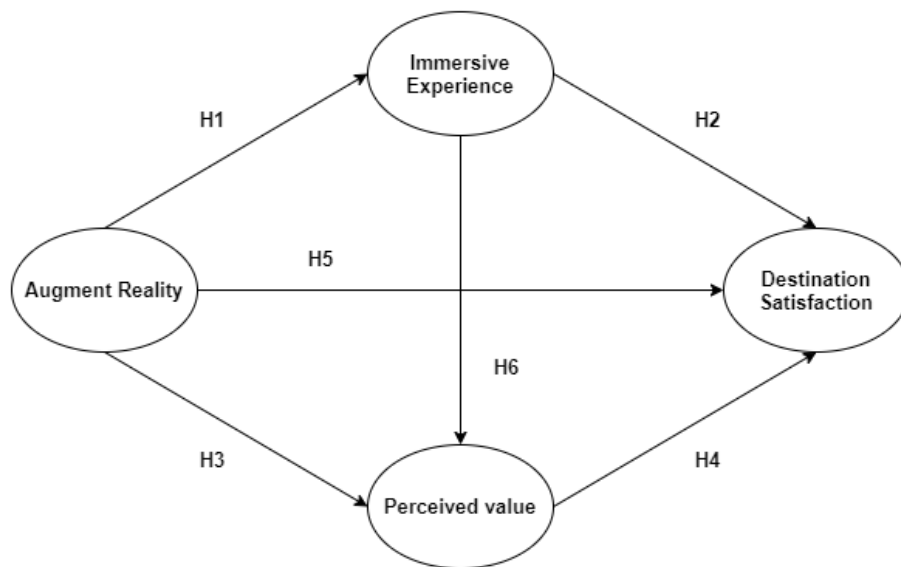 Immersive
Experience
H1
H2
H5
Augment Reality
Destination
Satisfaction
H6
H3
H4
Perceived value